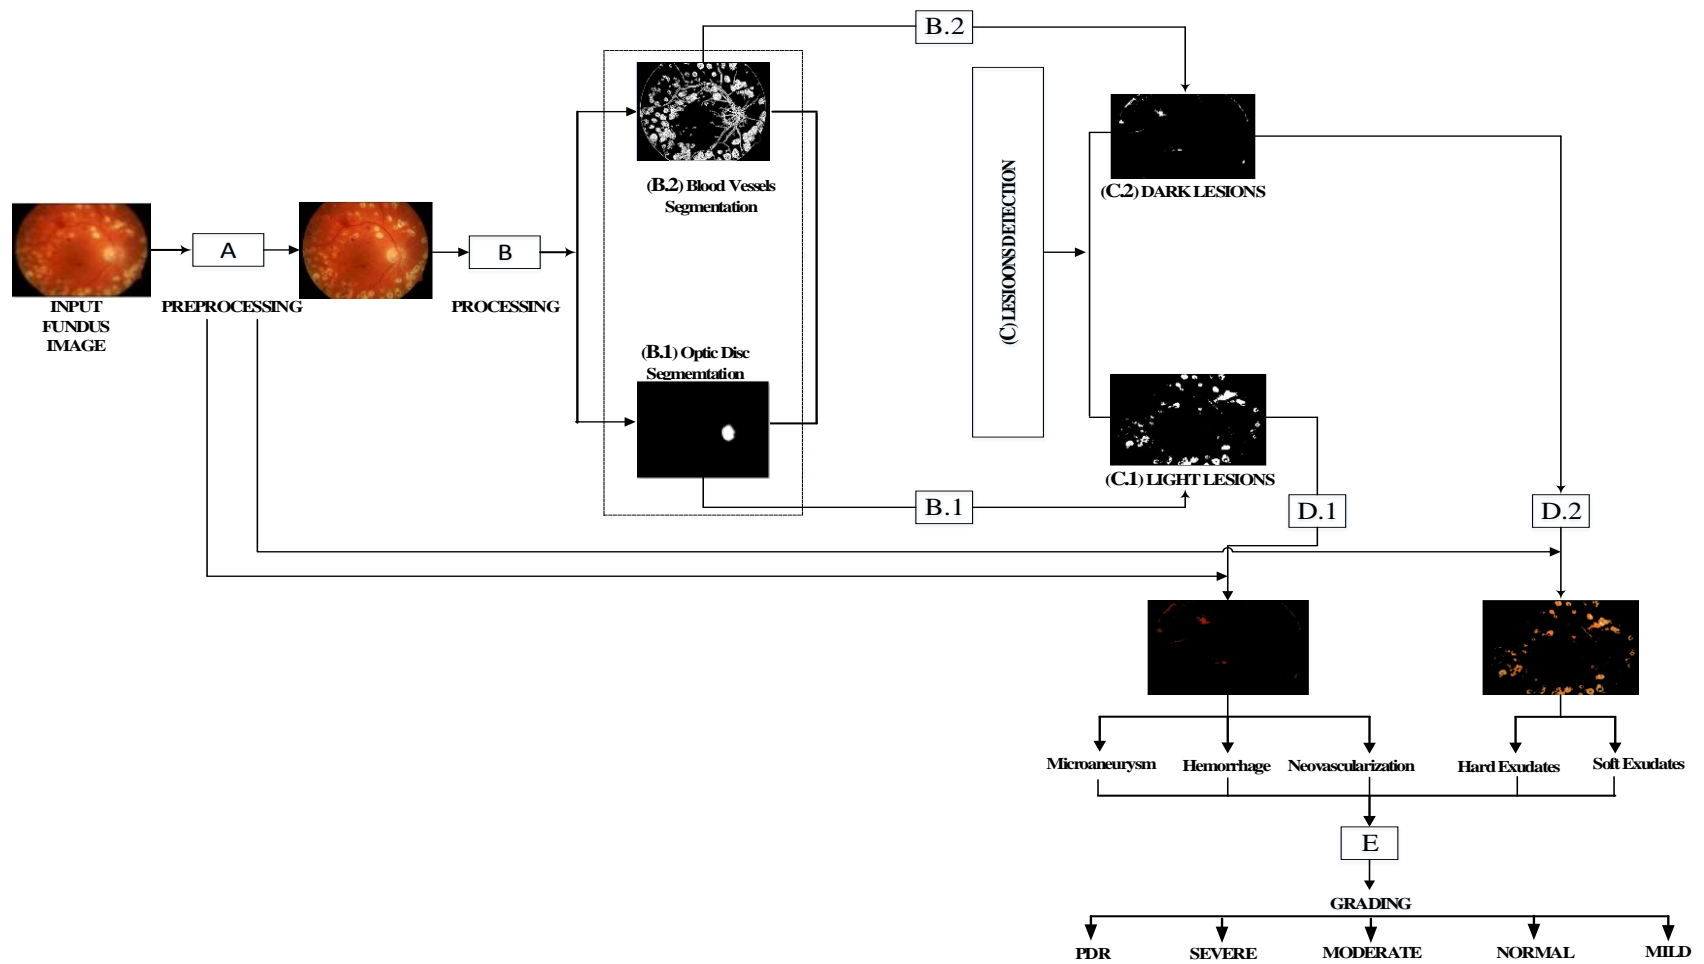 B.2
(B.2) Blood Vessels
Segmentation
(C) LESIOONS DETECTION
(C.2) DARK LESIONS
A
B
INPUT
FUNDUS
IMAGE
PREPROCESSING
PROCESSING
(B.1) Optic Disc
Segmemtation
(C.1) LIGHT LESIONS
B.1
D.1
D.2
Microaneurysm
Hemorrhage
Neovascularization
Hard Exudates
Soft Exudates
E
GRADING
PDR
SEVERE
MODERATE
NORMAL
MILD